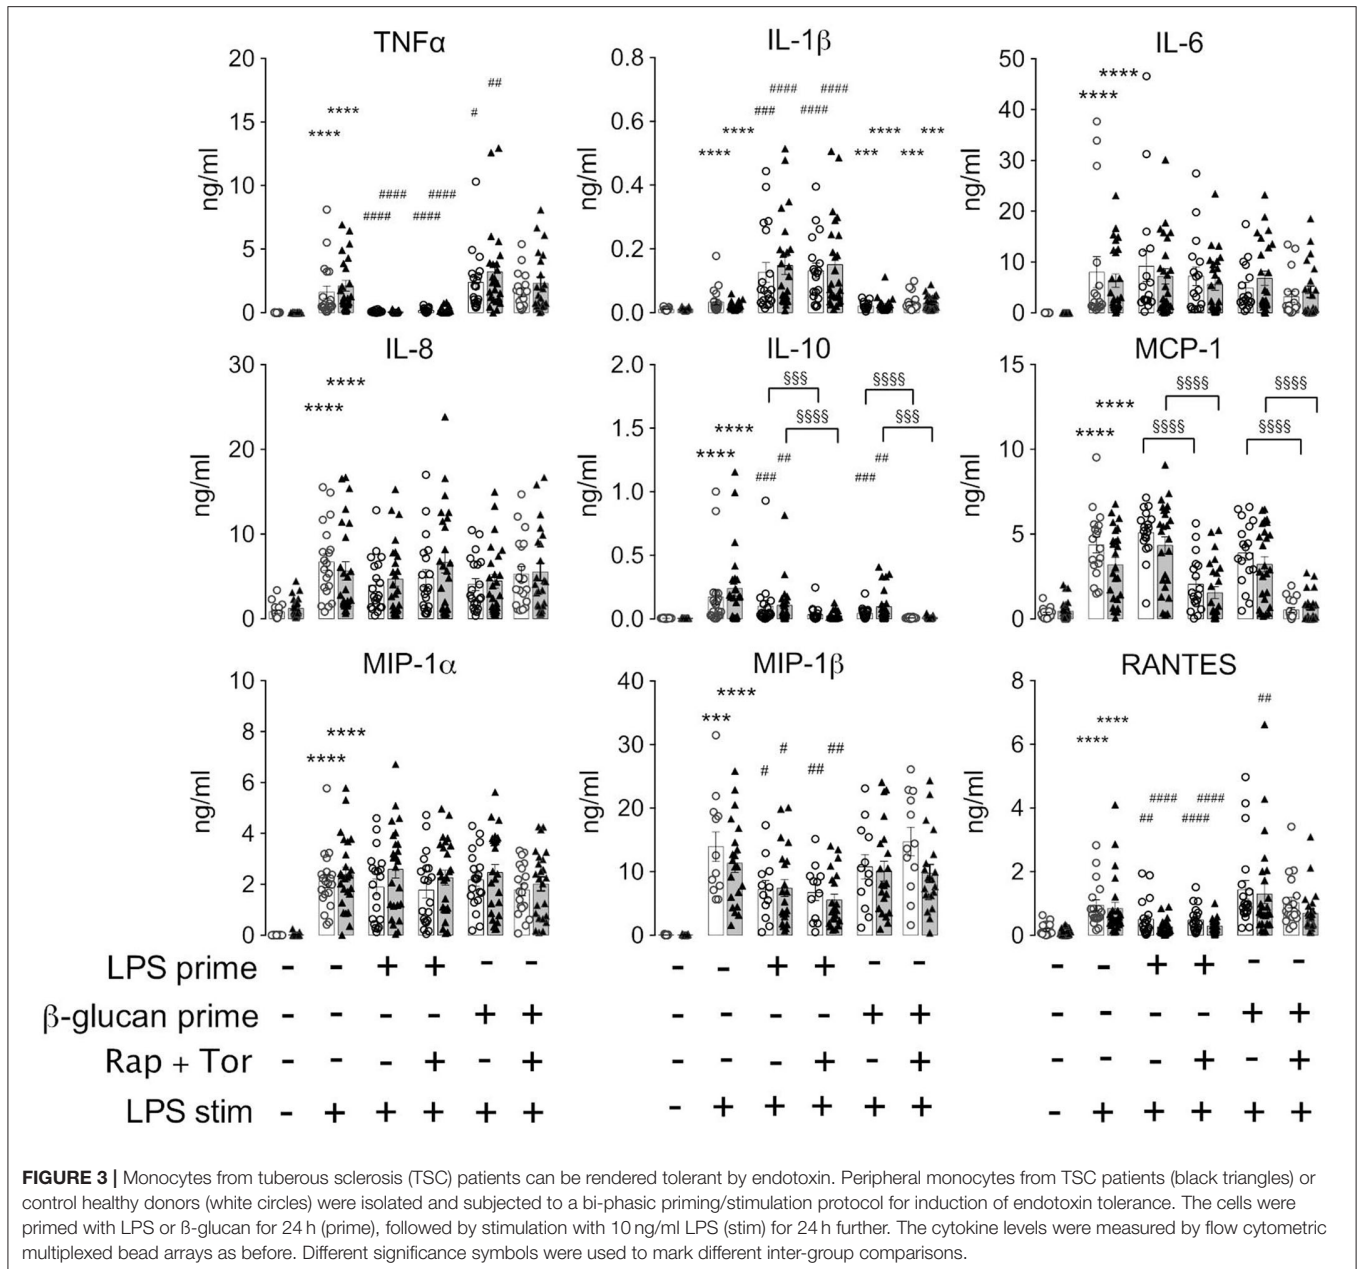 TNFα
IL-1β
IL-6
20
15
10
5
0
ng/ml
**** ****
#### ####
#### ####
# ##
0.8
0.6
0.4
0.2
0.0
ng/ml
**** ****
### ####
#### ####
*** ****
*** ***
50
40
30
20
10
0
ng/ml
**** ****
IL-8
IL-10
MCP-1
30
20
10
0
ng/ml
**** ****
2.0
1.5
1.0
0.5
0.0
ng/ml
**** ****
### ##
§§§
§§§§
### ##
§§§§
§§§
15
10
5
0
ng/ml
**** ****
§§§§
§§§§
§§§§
§§§§
MIP-1α
MIP-1β
RANTES
10
8
6
4
2
0
ng/ml
**** ****
40
30
20
10
0
ng/ml
*** ****
# #
## ##
8
6
4
2
0
ng/ml
**** ****
## ####
#### ####
##
LPS prime - - + + - - - - + + - - - - + + - -
β-glucan prime - - - - + + - - - - + + - - - - + +
Rap + Tor - - - + - + - - - + - + - - - + - +
LPS stim - + + + + + - + + + + + - + + + + +
FIGURE 3 | Monocytes from tuberous sclerosis (TSC) patients can be rendered tolerant by endotoxin. Peripheral monocytes from TSC patients (black triangles) or
control healthy donors (white circles) were isolated and subjected to a bi-phasic priming/stimulation protocol for induction of endotoxin tolerance. The cells were
primed with LPS or ß-glucan for 24 h (prime), followed by stimulation with 10 ng/ml LPS (stim) for 24 h further. The cytokine levels were measured by flow cytometric
multiplexed bead arrays as before. Different significance symbols were used to mark different inter-group comparisons.